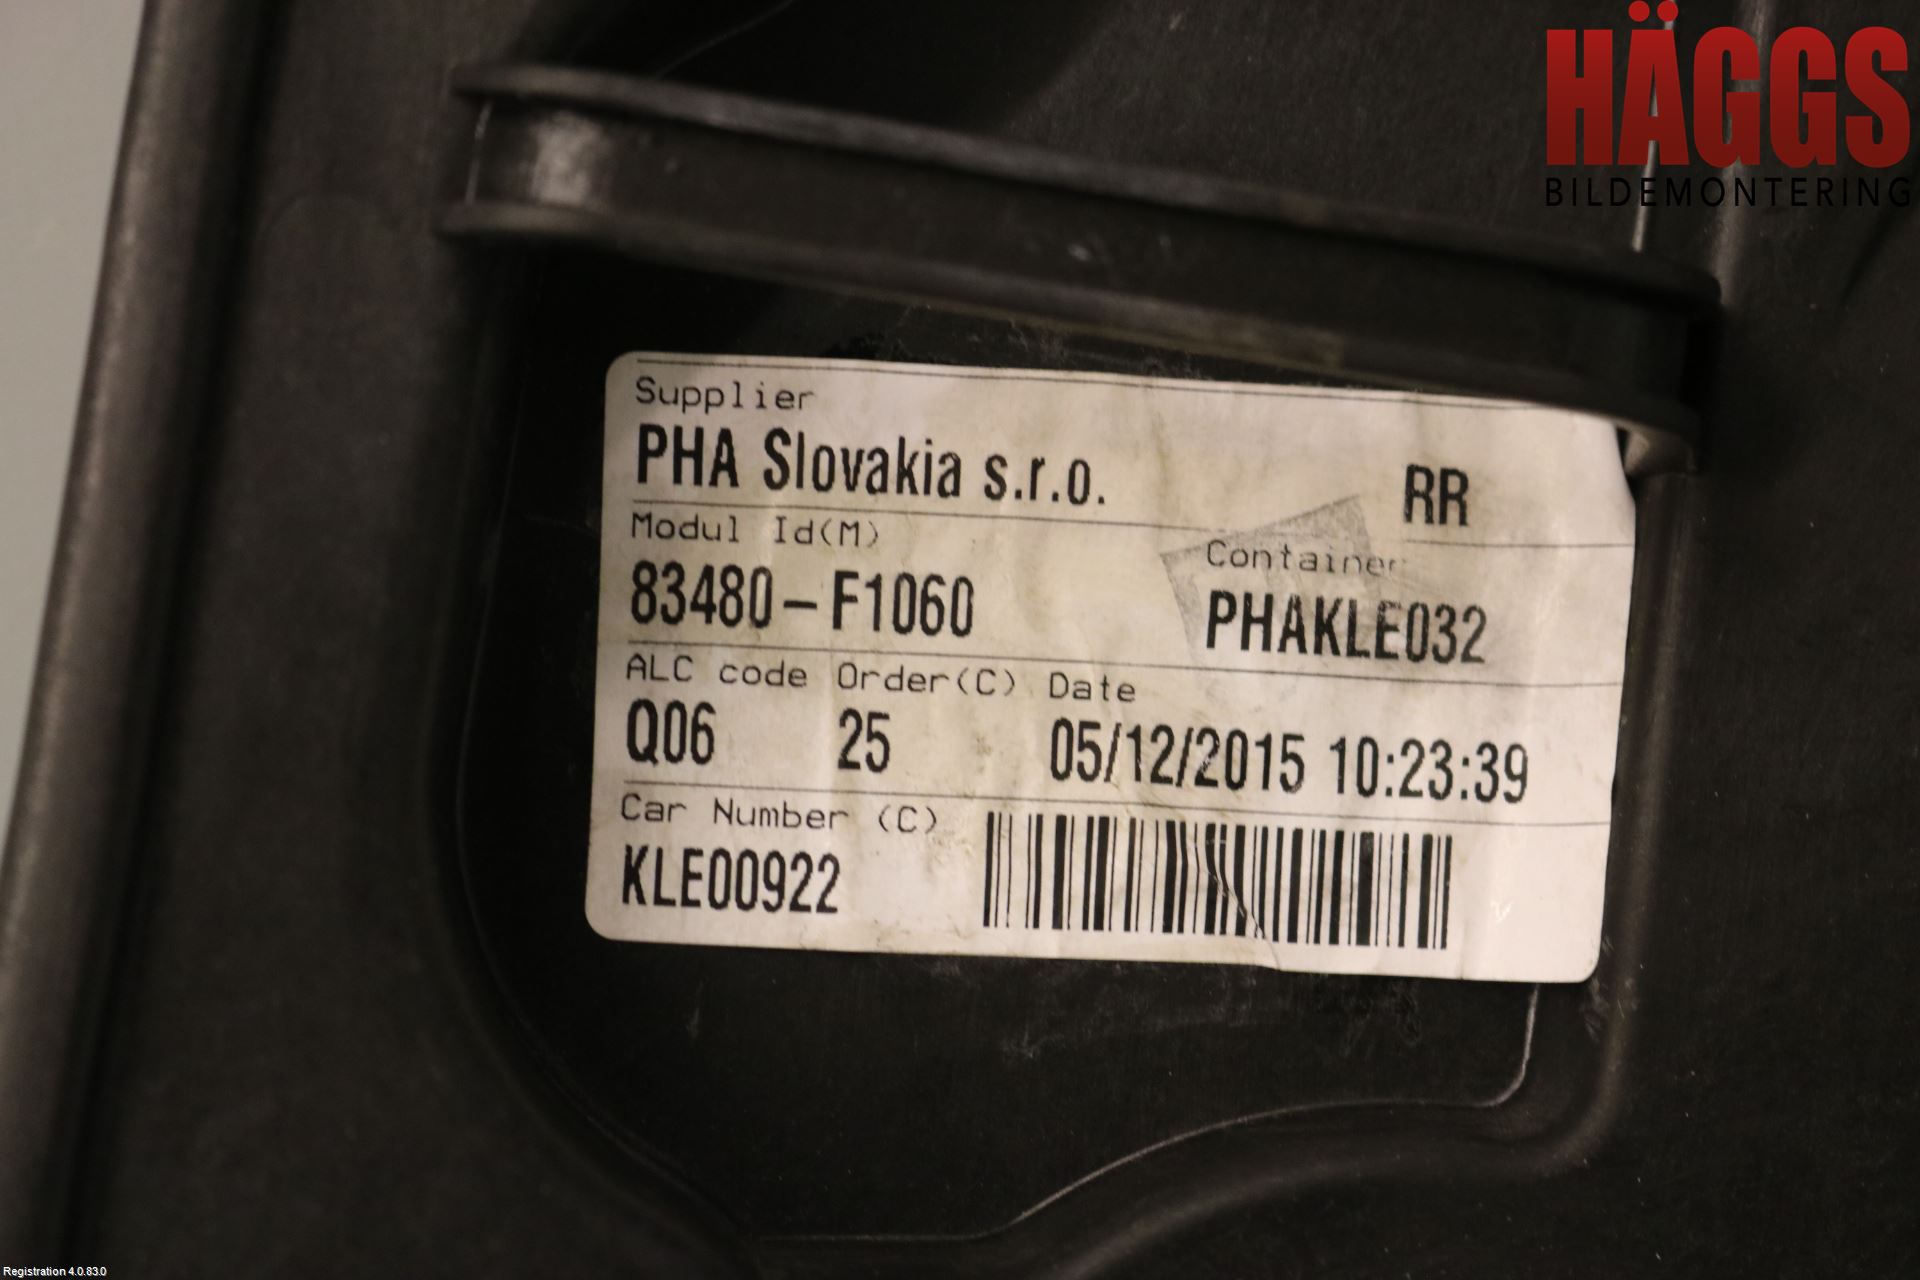 HÄGGS
BILDEMONTERING
Supplier
PHA Slovakia s.r.o.
RR
Modul Id(M)
Container
83480-F1060
PHAKLE032
ALC code Order(C) Date
Q06 25 05/12/2015 10:23:39
Car Number (C)
KLE00922
Registration 4.0.83.0